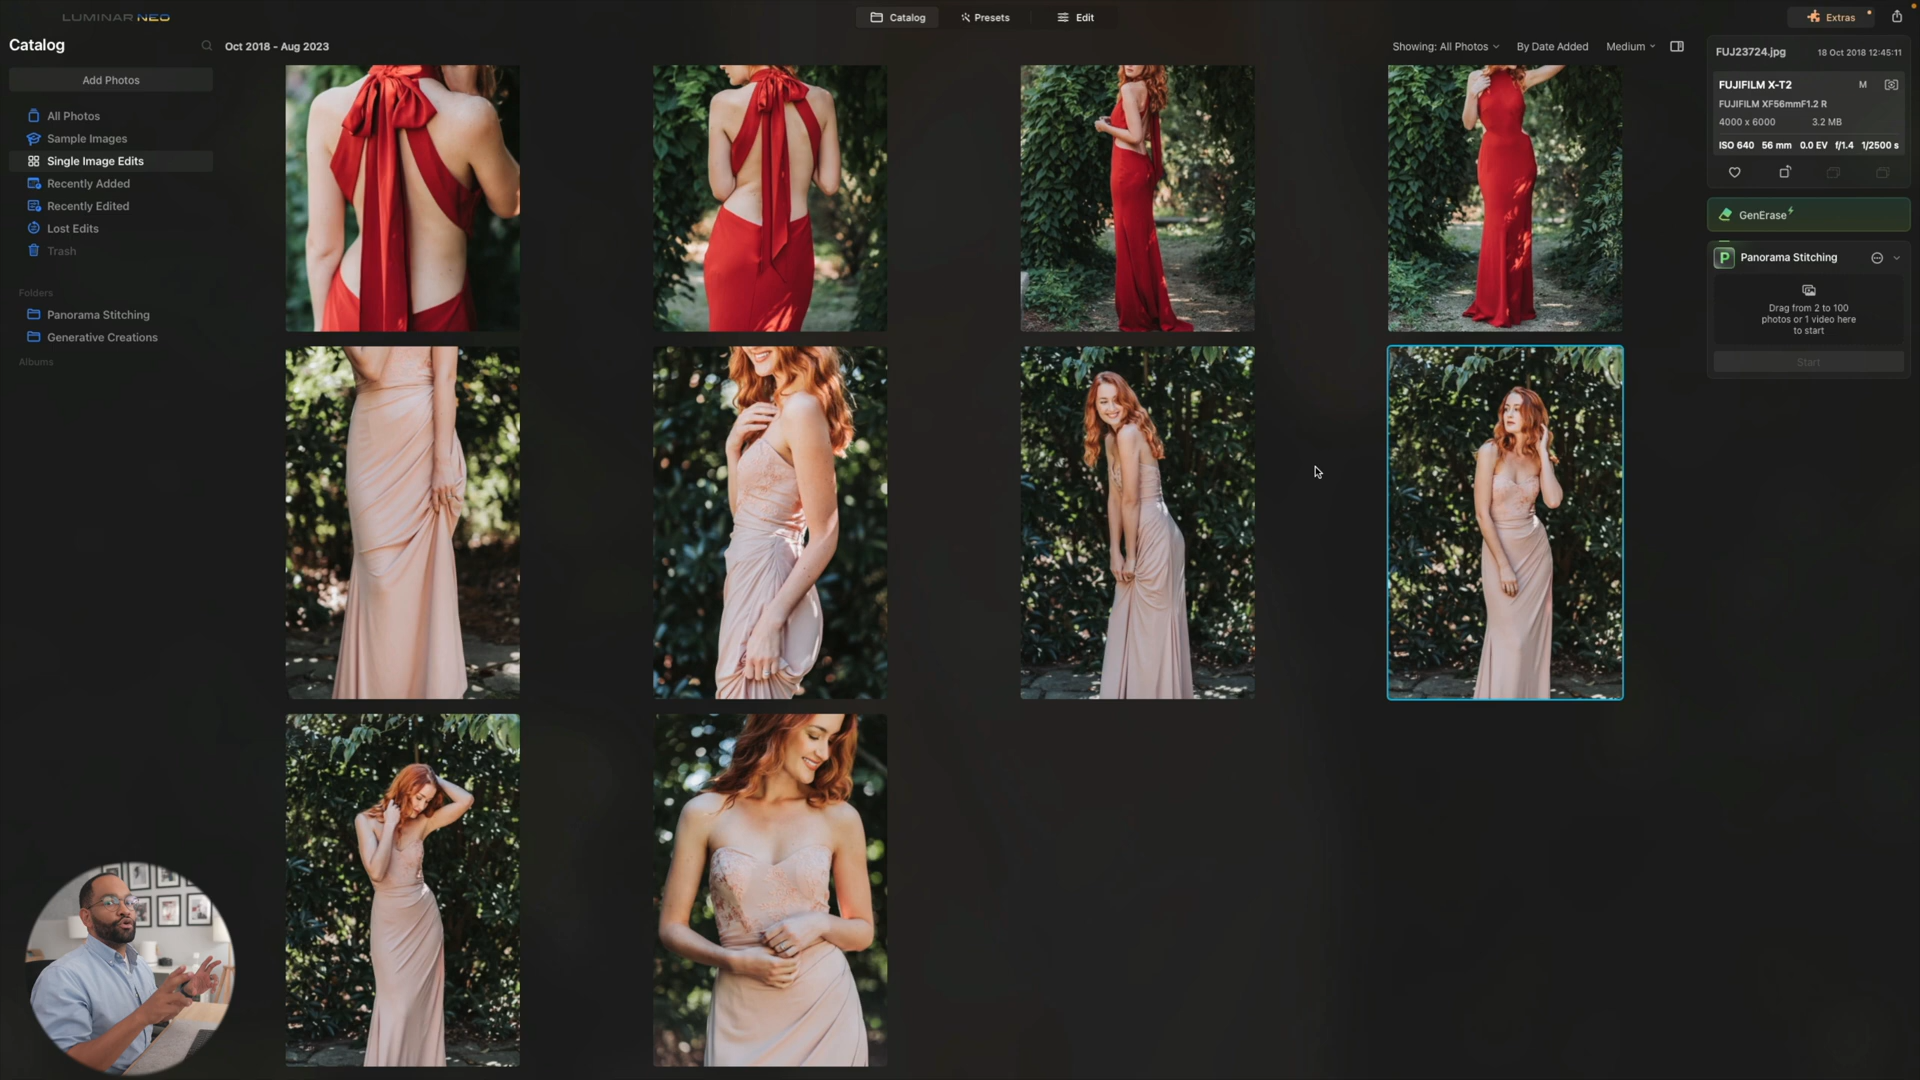 LUMINAR NEO
Catalog
Presets
Edit
Extras
Catalog
Oct 2018 - Aug 2023
Showing: All Photos
By Date Added
Medium
Add Photos
All Photos
Sample Images
Single Image Edits
Recently Added
Recently Edited
Lost Edits
Trash
Folders
Panorama Stitching
Generative Creations
Albums
FUJ23724.jpg
18 Oct 2018 12:45:11
FUJIFILM X-T2
M
FUJIFILM XF56mmF1.2 R
4000 x 6000
3.2 MB
ISO 640
56 mm
0.0 EV
f/1.4
1/2500 s
GenErase
P
Panorama Stitching
Drag from 2 to 100
photos or 1 video here
to start
Start